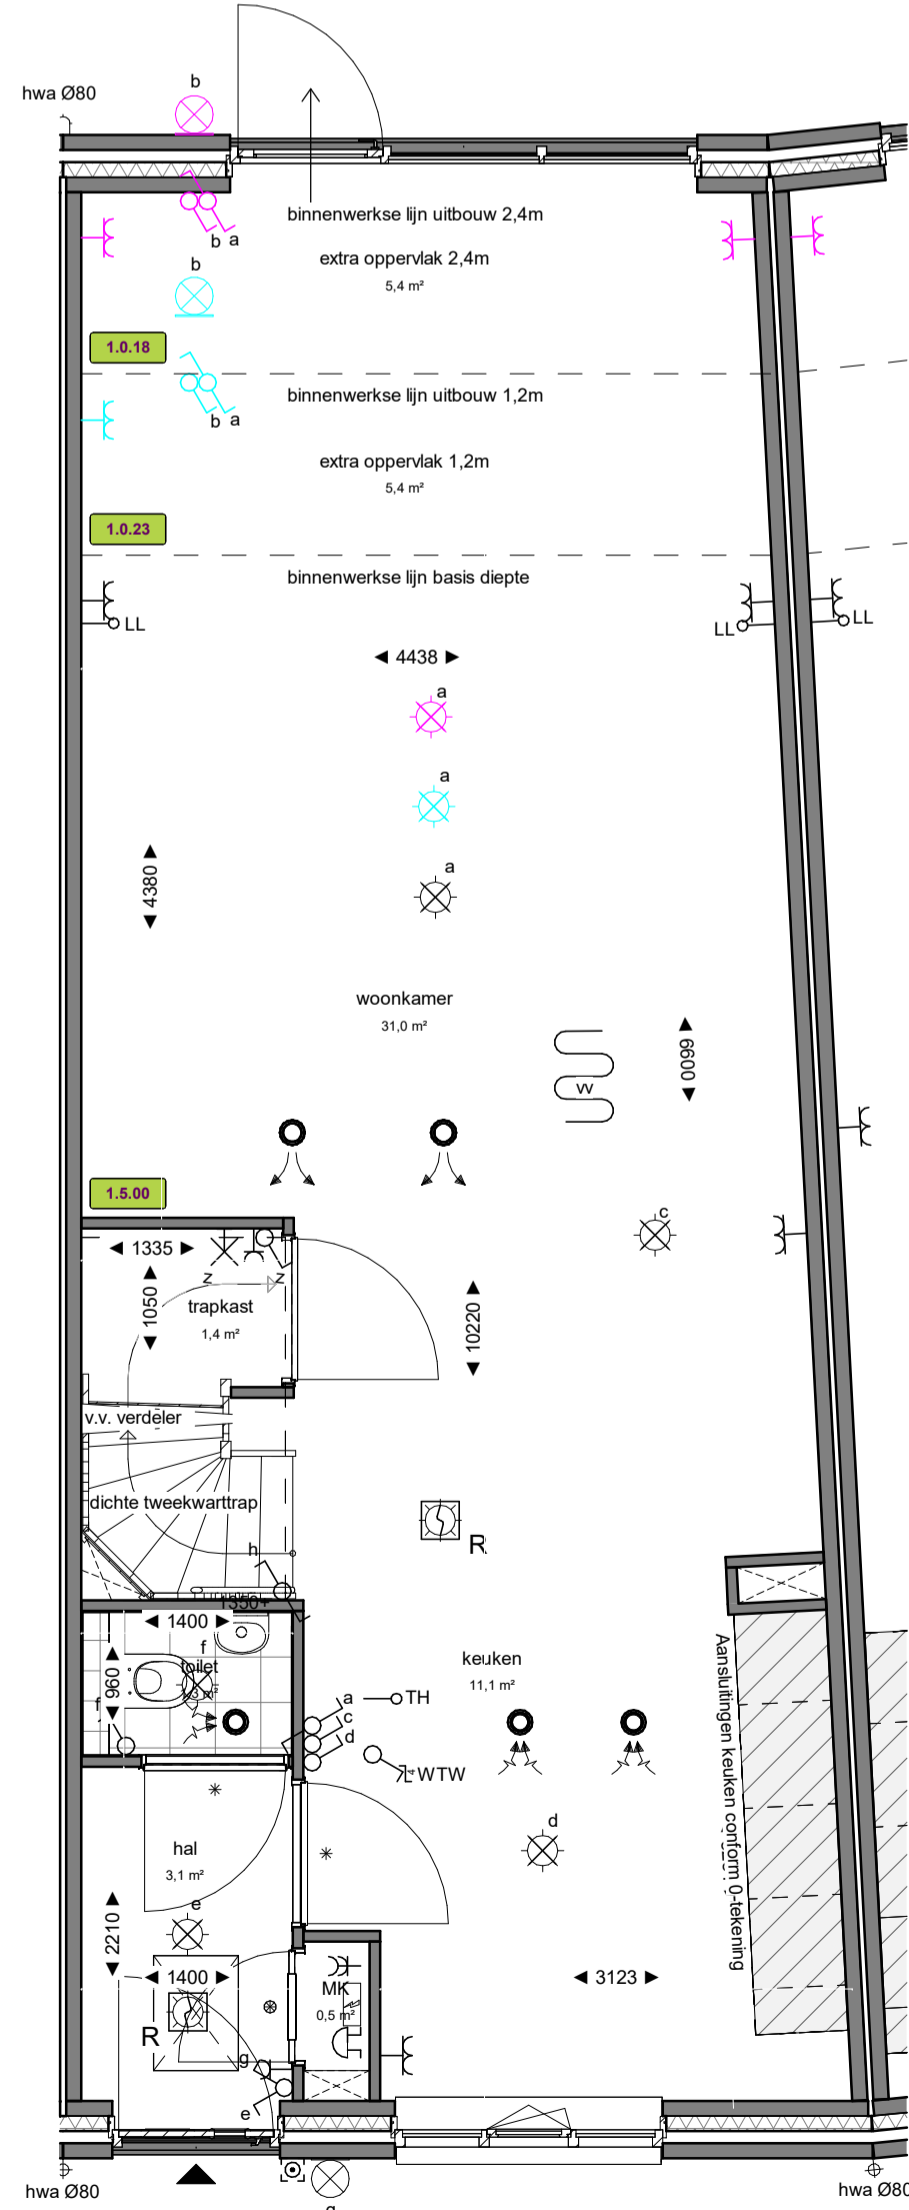 hwa Ø80
b
b a
binnenwerkse lijn uitbouw 2,4m
extra oppervlak 2,4m
5,4 m²
b
1.0.18
b a
binnenwerkse lijn uitbouw 1,2m
extra oppervlak 1,2m
5,4 m²
1.0.23
binnenwerkse lijn basis diepte
LL
LL
LL
4438
a
a
a
4380
woonkamer
31,0 m²
6600
vv
1.5.00
c
1335
z
z
1050
trapkast
1,4 m²
10220
v.v. verdeler
dichte tweekwarttrap
R
h
1350+
1400
f
toilet
960
f
keuken
11,1 m²
a
c
d
TH
WTW
Aansluitingen keuken conform 0-tekening
d
hal
3,1 m²
e
2210
1400
R
MK
0,5 m²
3123
g
e
hwa Ø80
g
hwa Ø80